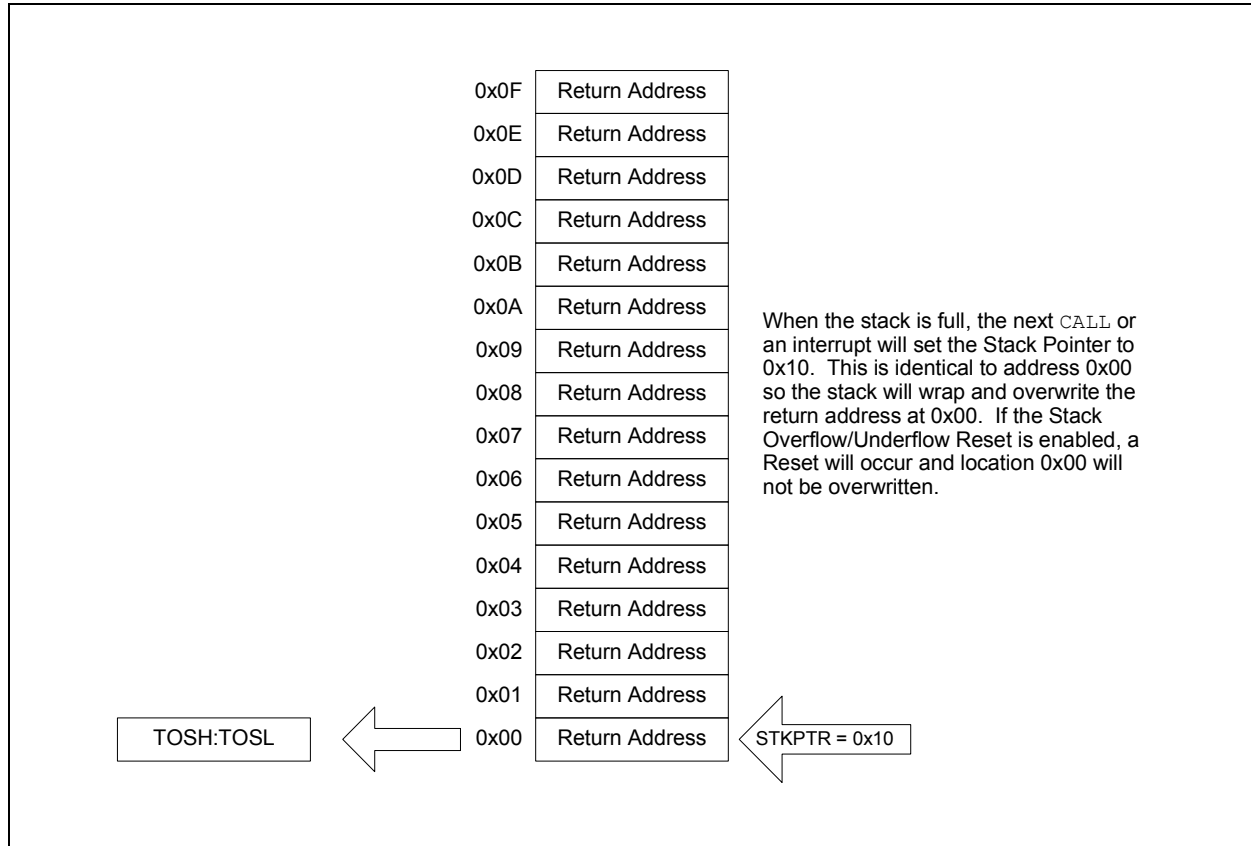 0x0F Return Address
0x0E Return Address
0x0D Return Address
0x0C Return Address
0x0B Return Address
0x0A Return Address
0x09 Return Address
0x08 Return Address
0x07 Return Address
0x06 Return Address
0x05 Return Address
0x04 Return Address
0x03 Return Address
0x02 Return Address
0x01 Return Address
TOSH:TOSL 0x00 Return Address STKPTR = 0x10
When the stack is full, the next CALL or
an interrupt will set the Stack Pointer to
0x10. This is identical to address 0x00
so the stack will wrap and overwrite the
return address at 0x00. If the Stack
Overflow/Underflow Reset is enabled, a
Reset will occur and location 0x00 will
not be overwritten.